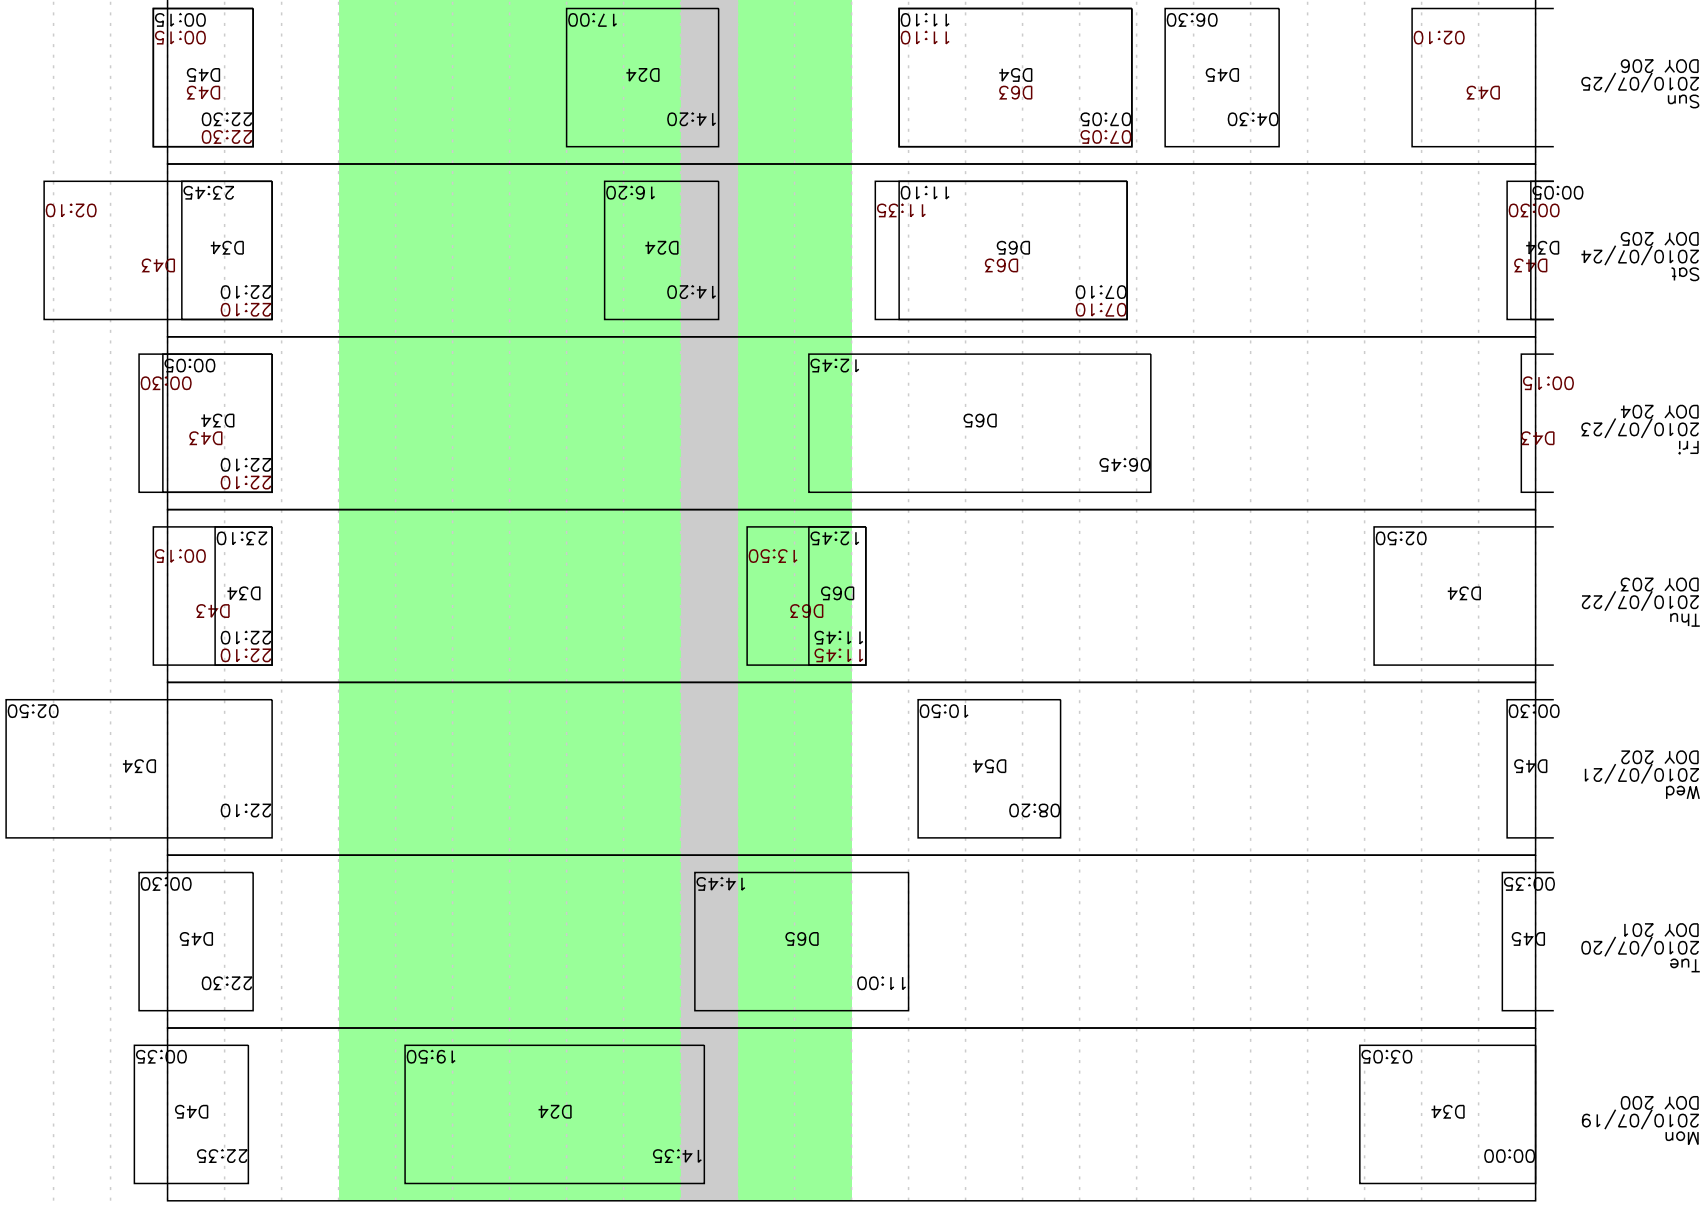 Mon
2010/07/19
DOY 200
00:00
D34
03:05
14:35
D24
19:50
22:35
D45
00:35
Tue
2010/07/20
DOY 201
D45
00:35
11:00
D65
14:45
22:30
D45
00:30
Wed
2010/07/21
DOY 202
D45
00:30
08:20
D54
10:50
22:10
D34
02:50
Thu
2010/07/22
DOY 203
D34
02:50
11:45
11:45
D63
D65
13:50
12:45
22:10
22:10
D43
D34
00:15
23:10
Fri
2010/07/23
DOY 204
D43
00:15
06:45
D65
12:45
22:10
22:10
D43
D34
00:30
00:05
Sat
2010/07/24
DOY 205
D43
D34
00:30
00:05
07:10
07:10
D63
D65
11:35
11:10
14:20
D24
16:20
22:10
22:10
D43
D34
02:10
23:45
Sun
2010/07/25
DOY 206
D43
02:10
04:30
D45
06:30
07:05
07:05
D63
D54
11:10
11:10
14:20
D24
17:00
22:30
22:30
D43
D45
00:15
00:15